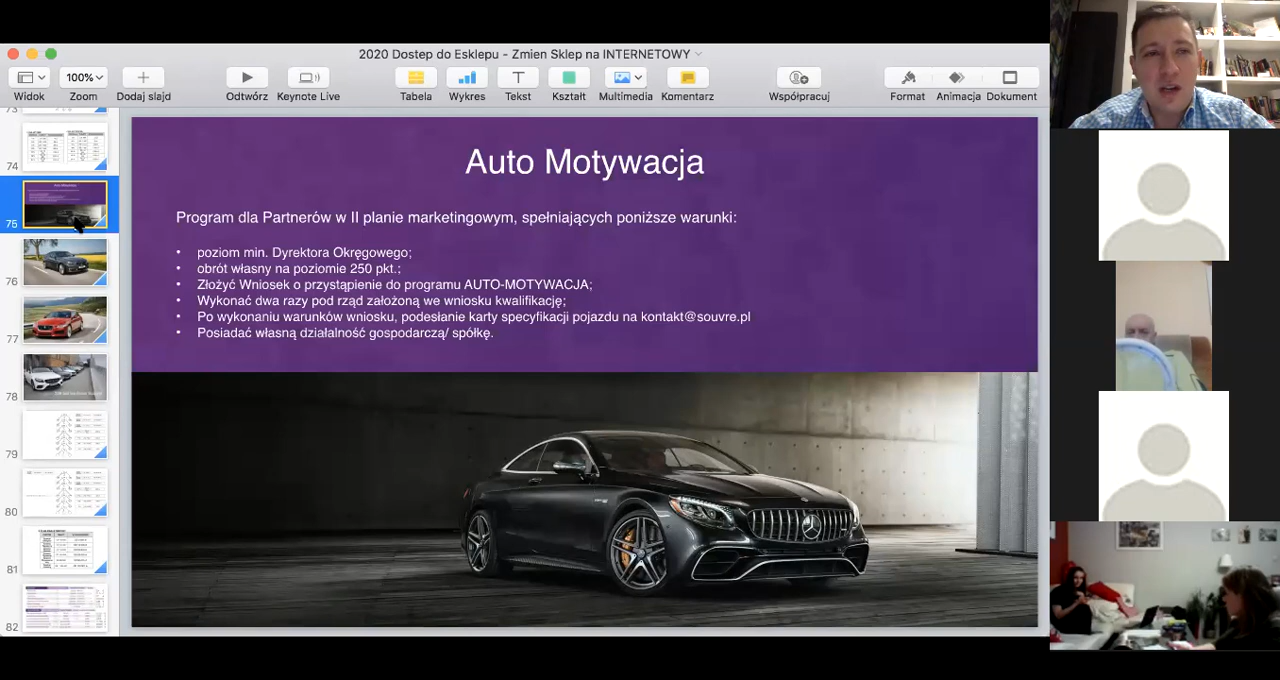 2020 Dostep do Esklepu - Zmien Sklep na INTERNETOWY
100%
Widok Zoom Dodaj slajd Odtwórz Keynote Live Tabela Wykres Tekst Kształt Multimedia Komentarz Współpracuj Format Animacja Dokument
73
74
75
76
77
78
79
80
81
82
Auto Motywacja
Program dla Partnerów w II planie marketingowym, spełniających poniższe warunki:
• poziom min. Dyrektora Okręgowego;
• obrót własny na poziomie 250 pkt.;
• Złożyć Wniosek o przystąpienie do programu AUTO-MOTYWACJA;
• Wykonać dwa razy pod rząd założoną we wniosku kwalifikację;
• Po wykonaniu warunków wniosku, podesłanie karty specyfikacji pojazdu na kontakt@souvre.pl
• Posiadać własną działalność gospodarczą/ spółkę.